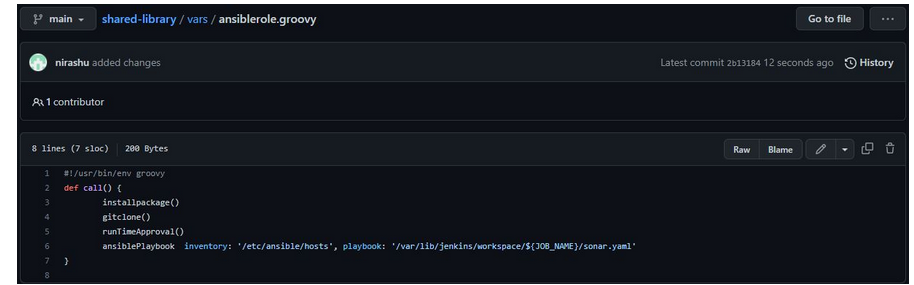 main shared-library / vars / ansiblerole.groovy Go to file ...
nirashu added changes Latest commit 2b13184 12 seconds ago History
1 contributor
8 lines (7 sloc) 200 Bytes Raw Blame
1 #!/usr/bin/env groovy
2 def call() {
3 installpackage()
4 gitclone()
5 runTimeApproval()
6 ansiblePlaybook inventory: '/etc/ansible/hosts', playbook: '/var/lib/jenkins/workspace/${JOB_NAME}/sonar.yaml'
7 }
8